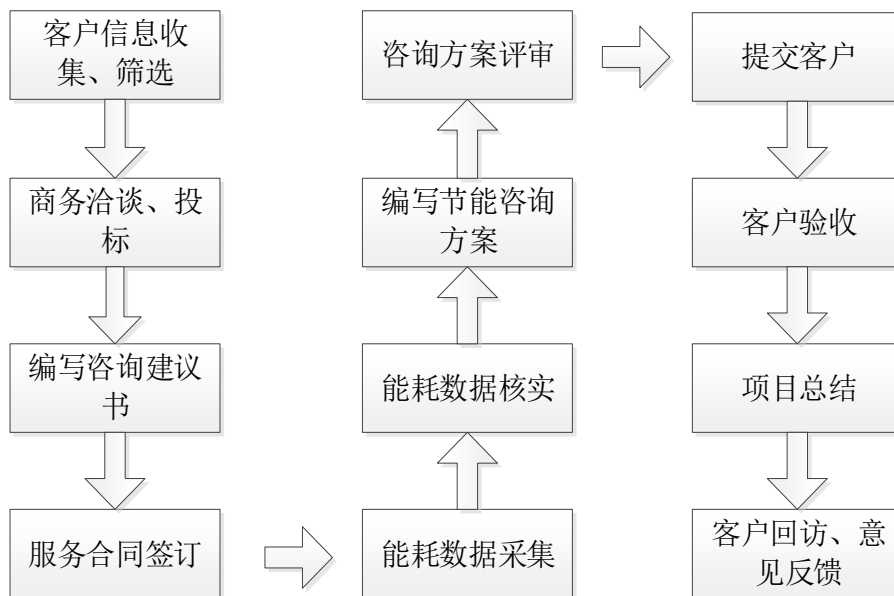 客户信息收
集、筛选
商务洽谈、投
标
编写咨询建议
书
服务合同签订
能耗数据采集
能耗数据核实
编写节能咨询
方案
咨询方案评审
提交客户
客户验收
项目总结
客户回访、意
见反馈